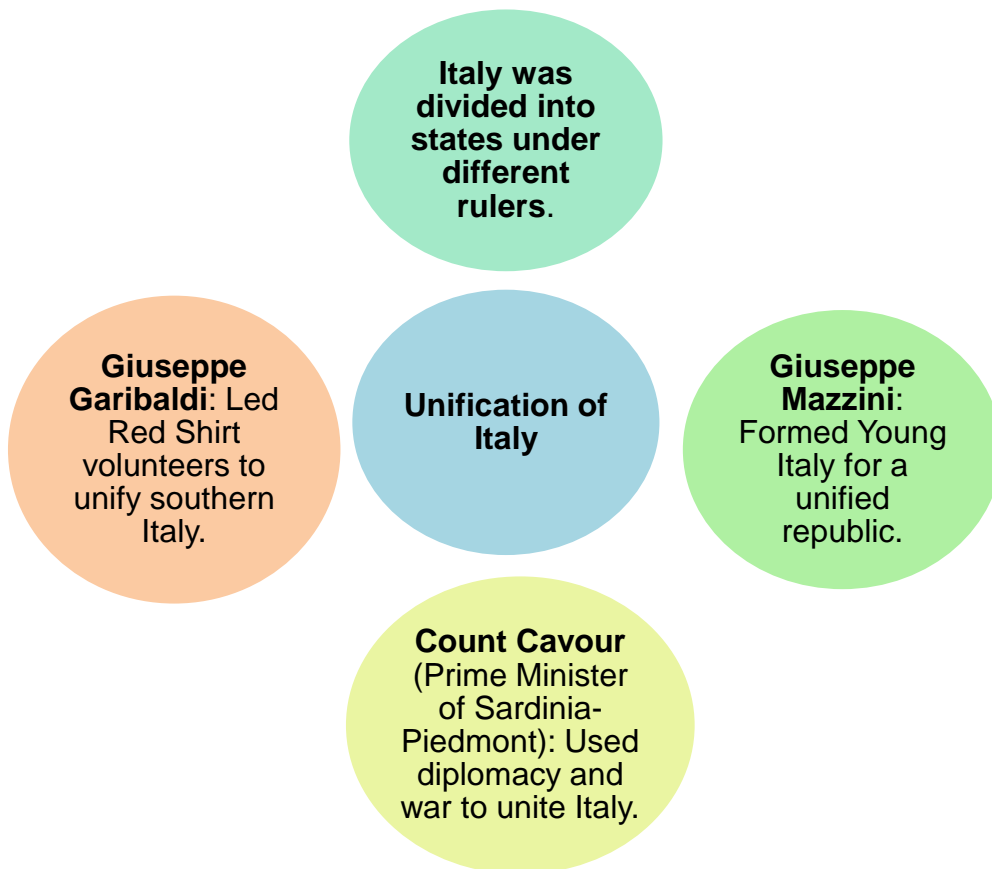 Italy was
divided into
states under
different
rulers.
Giuseppe
Garibaldi: Led
Red Shirt
volunteers to
unify southern
Italy.
Unification of
Italy
Giuseppe
Mazzini:
Formed Young
Italy for a
unified
republic.
Count Cavour
(Prime Minister
of Sardinia-
Piedmont): Used
diplomacy and
war to unite Italy.